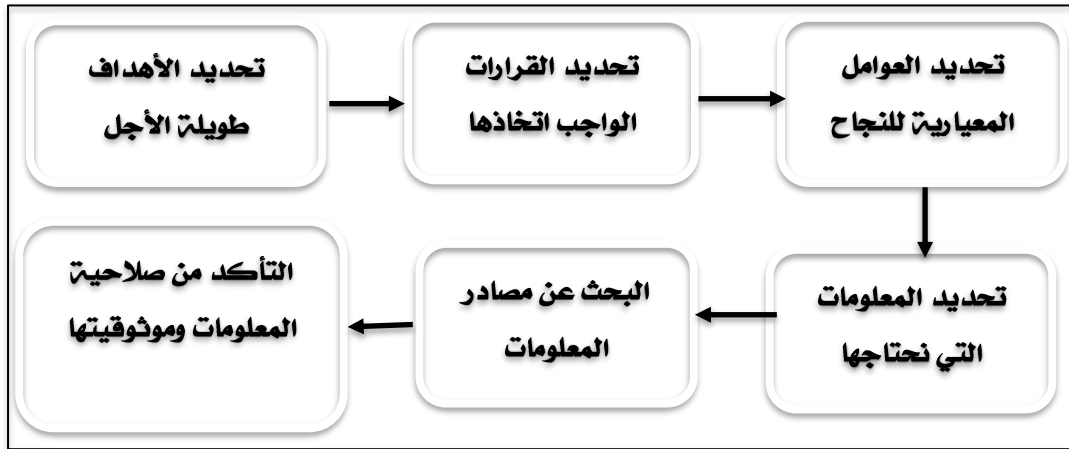 تحديد الأهداف
طويلة الأجل
تحديد القرارات
الواجب اتخاذها
تحديد العوامل
المعيارية للنجاح
تحديد المعلومات
التي نحتاجها
البحث عن مصادر
المعلومات
التأكد من صلاحية
المعلومات وموثوقيتها